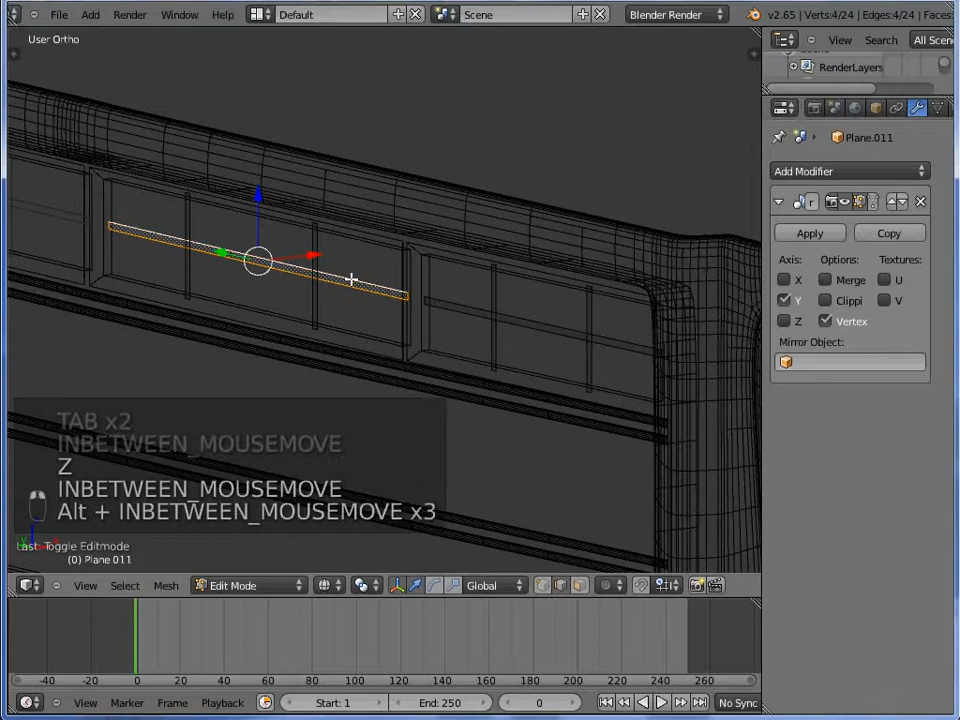 File Add Render Window Help Default Scene Blender Render v2.65 | Verts:4/24 | Edges:4/24 | Faces:
User Ortho
View Search All Scen
RenderLayers
Plane.011
Add Modifier
Apply Copy
Axis: Options: Textures:
X Merge U
Y Clippi V
Z Vertex
Mirror Object:
TAB x2
INBETWEEN_MOUSEMOVE
Z
INBETWEEN_MOUSEMOVE
Alt + INBETWEEN_MOUSEMOVE x3
Last: Toggle Editmode
(0) Plane.011
View Select Mesh Edit Mode Global
-40 -20 0 20 40 60 80 100 120 140 160 180 200 220 240 260
View Marker Frame Playback Start: 1 End: 250 0 No Sync